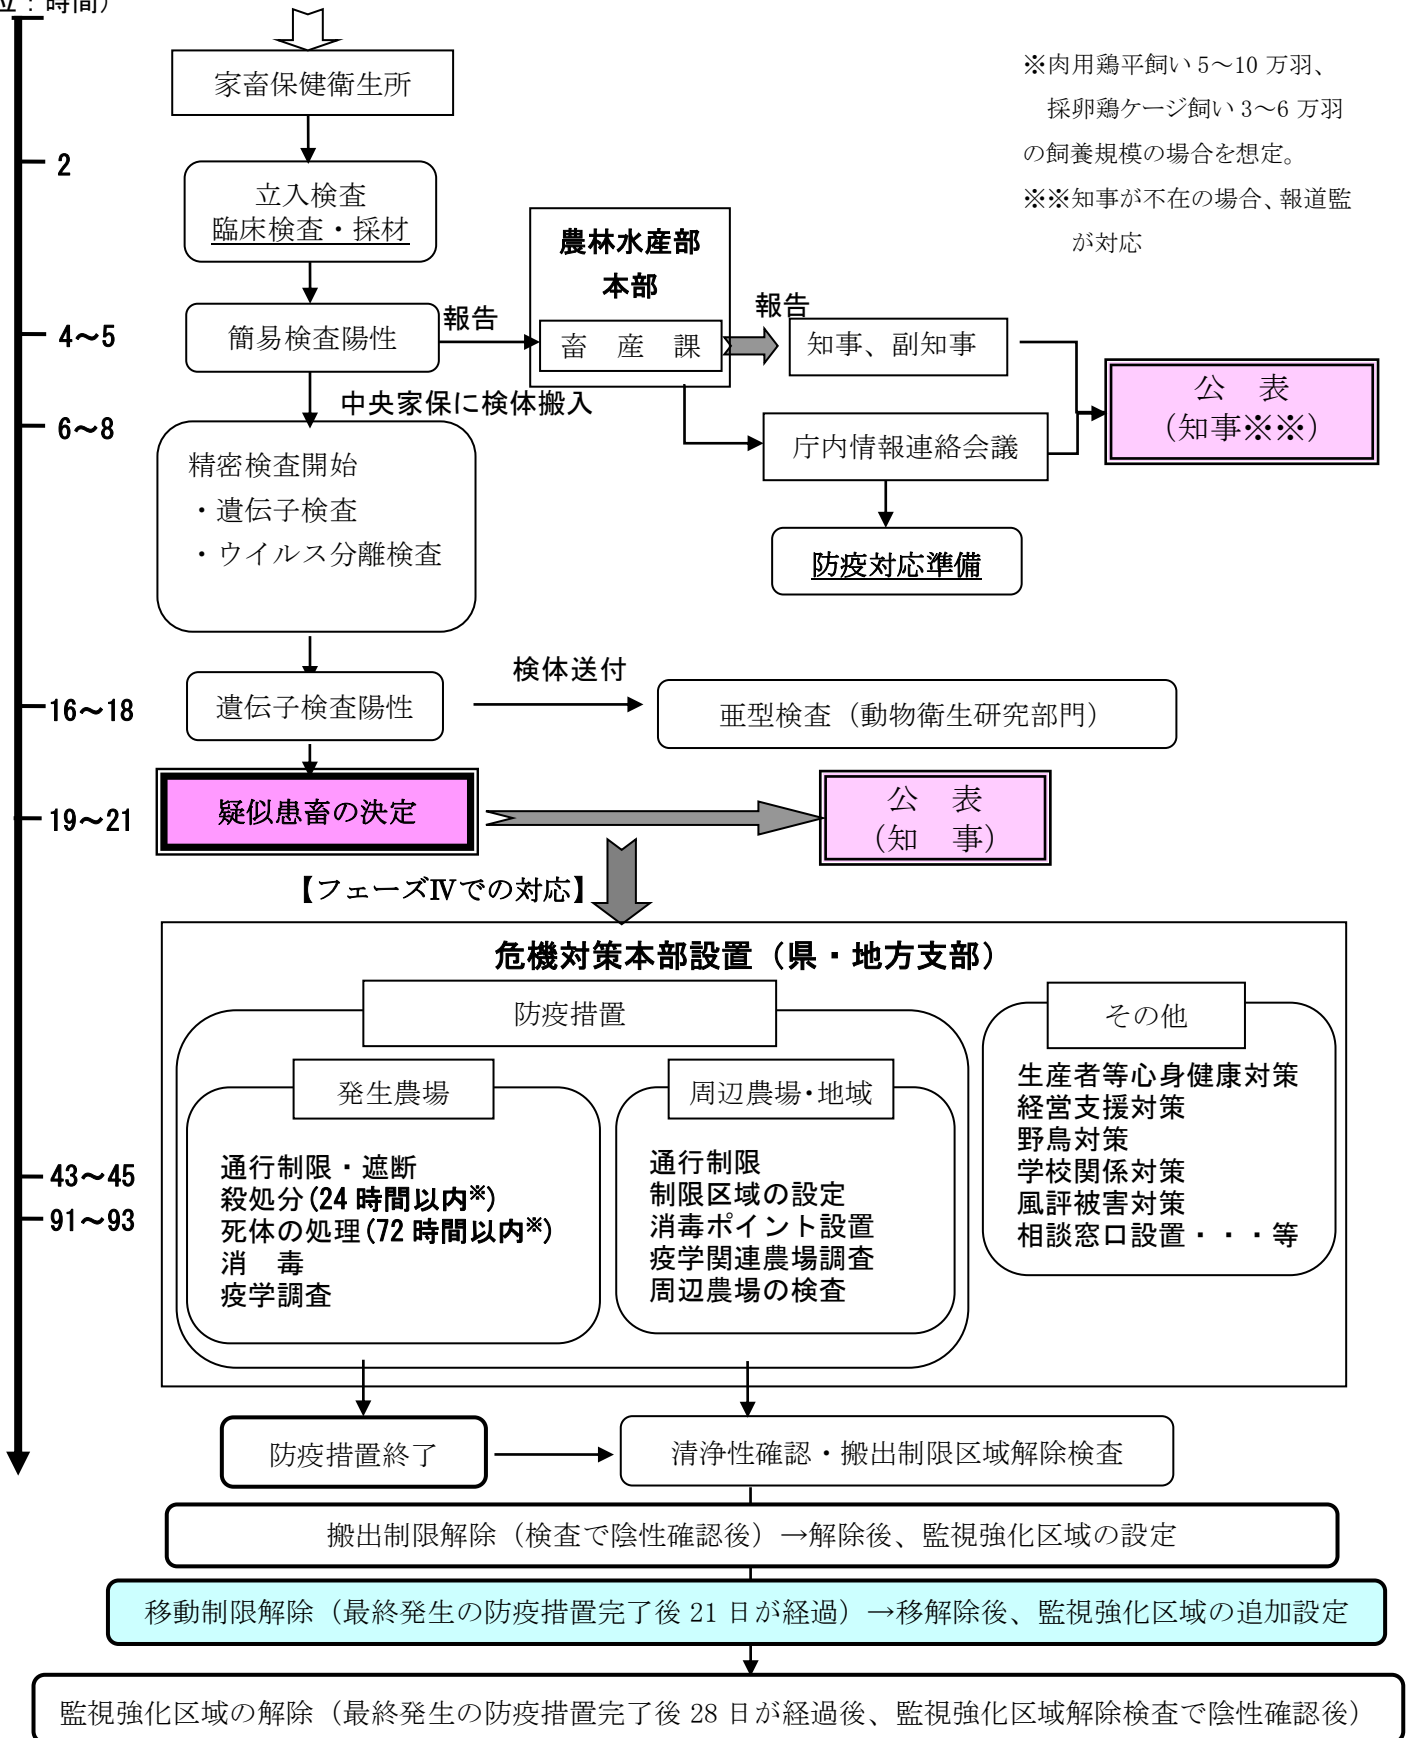 位：時間）
家畜保健衛生所
※肉用鶏平飼い 5～10 万羽、
採卵鶏ケージ飼い 3～6 万羽
の飼養規模の場合を想定。
※※知事が不在の場合、報道監
が対応
2
立入検査
臨床検査・採材
農林水産部
本部
4～5
簡易検査陽性
報告
畜　産　課
報告
知事、副知事
公　表
（知事※※）
中央家保に検体搬入
6～8
庁内情報連絡会議
精密検査開始
・遺伝子検査
・ウイルス分離検査
防疫対応準備
16～18
遺伝子検査陽性
検体送付
亜型検査（動物衛生研究部門）
19～21
疑似患畜の決定
公　表
（知　事）
【フェーズⅣでの対応】
危機対策本部設置（県・地方支部）
防疫措置
発生農場
通行制限・遮断
殺処分（24 時間以内※）
死体の処理（72 時間以内※）
消　毒
疫学調査
43～45
91～93
周辺農場・地域
通行制限
制限区域の設定
消毒ポイント設置
疫学関連農場調査
周辺農場の検査
その他
生産者等心身健康対策
経営支援対策
野鳥対策
学校関係対策
風評被害対策
相談窓口設置・・・等
防疫措置終了
清浄性確認・搬出制限区域解除検査
搬出制限解除（検査で陰性確認後）→解除後、監視強化区域の設定
移動制限解除（最終発生の防疫措置完了後 21 日が経過）→移解除後、監視強化区域の追加設定
監視強化区域の解除（最終発生の防疫措置完了後 28 日が経過後、監視強化区域解除検査で陰性確認後）